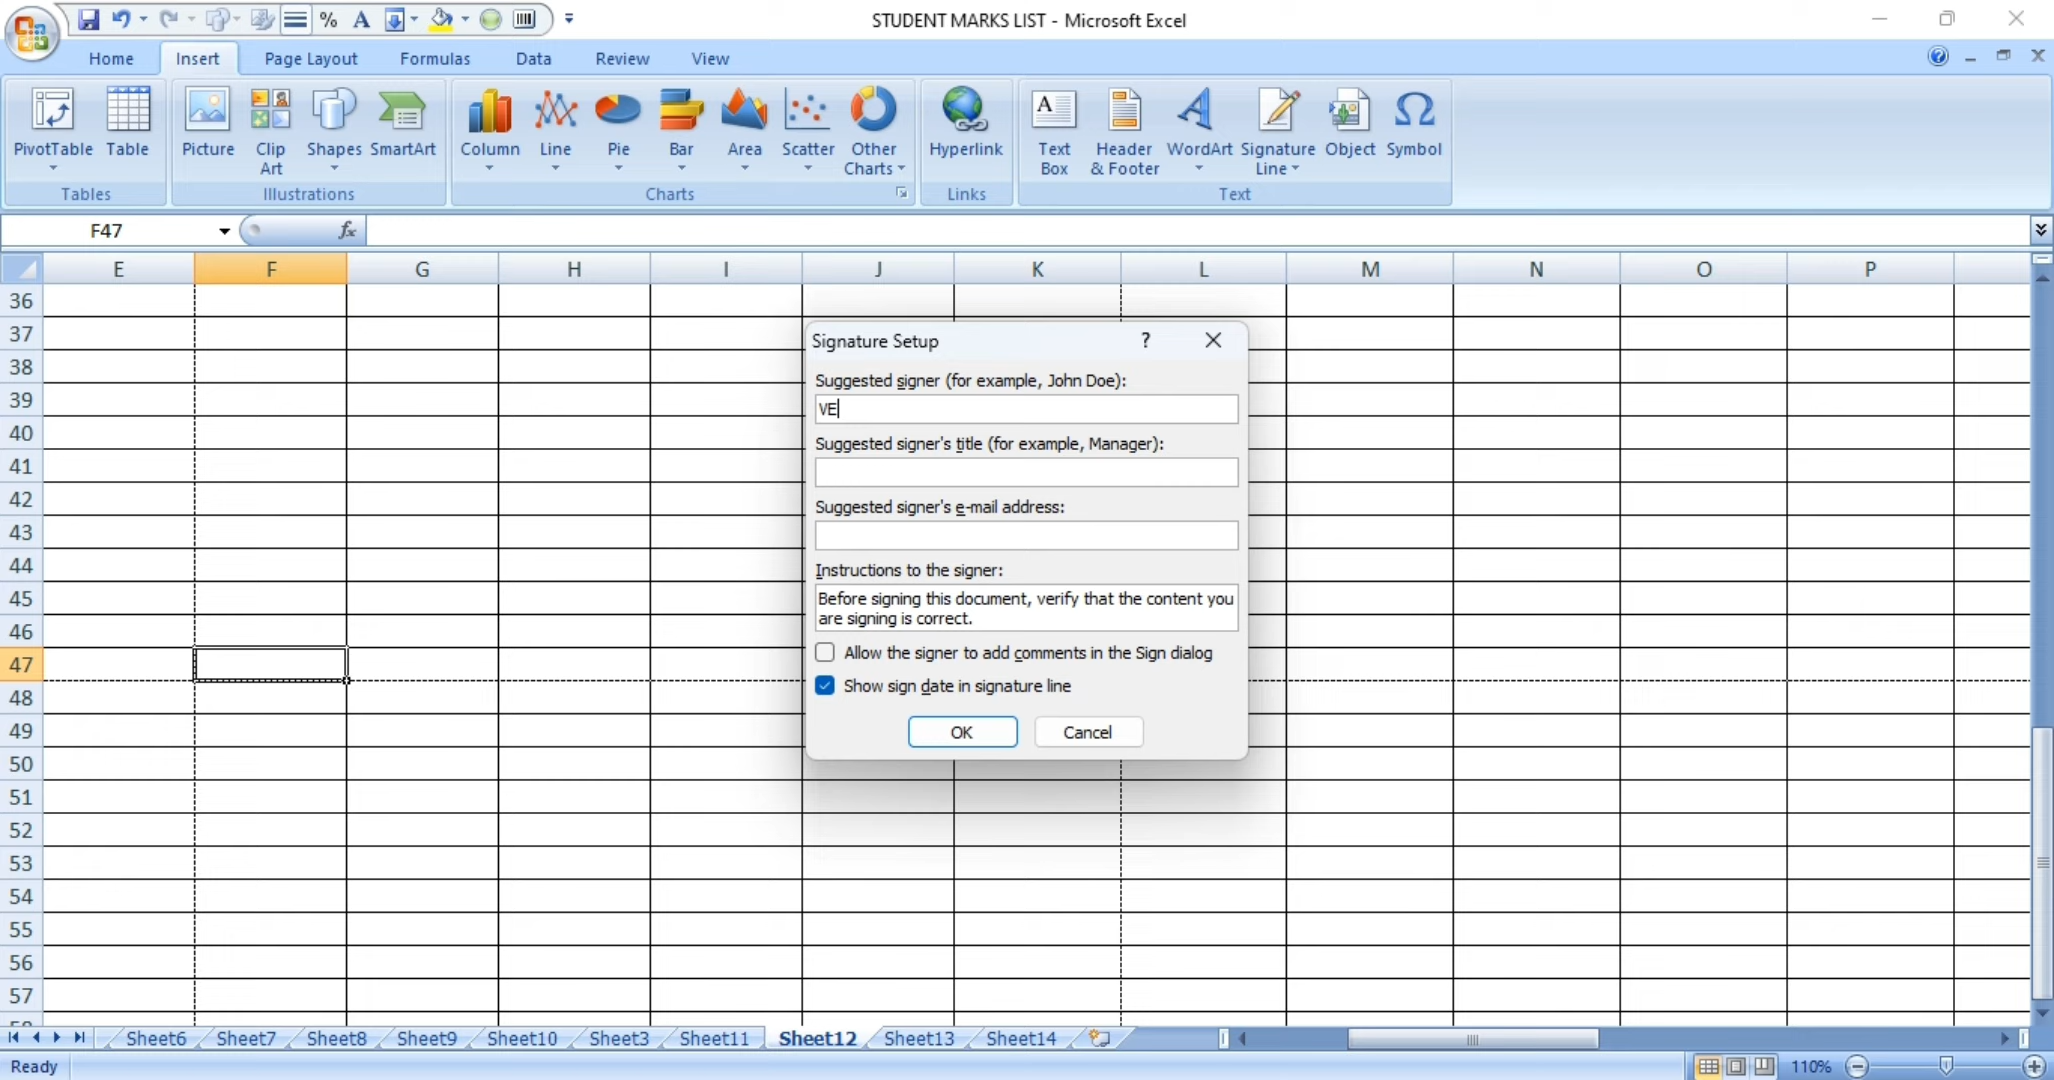 STUDENT MARKS LIST - Microsoft Excel
Home Insert Page Layout Formulas Data Review View
PivotTable Table Picture Clip Art Shapes SmartArt Column Line Pie Bar Area Scatter Other Charts Hyperlink Text Box Header & Footer WordArt Signature Line Object Symbol
Tables Illustrations Charts Links Text
F47 fx
E F G H I J K L M N O P
36
37
Signature Setup ? 
38
Suggested signer (for example, John Doe):
39
VE
40
Suggested signer's title (for example, Manager):
41
42
Suggested signer's e-mail address:
43
44
Instructions to the signer:
45
Before signing this document, verify that the content you
are signing is correct.
46
Allow the signer to add comments in the Sign dialog
47
Show sign date in signature line
48
49
OK Cancel
50
51
52
53
54
55
56
57
58
Sheet6 Sheet7 Sheet8 Sheet9 Sheet10 Sheet3 Sheet11 Sheet12 Sheet13 Sheet14
Ready 110%